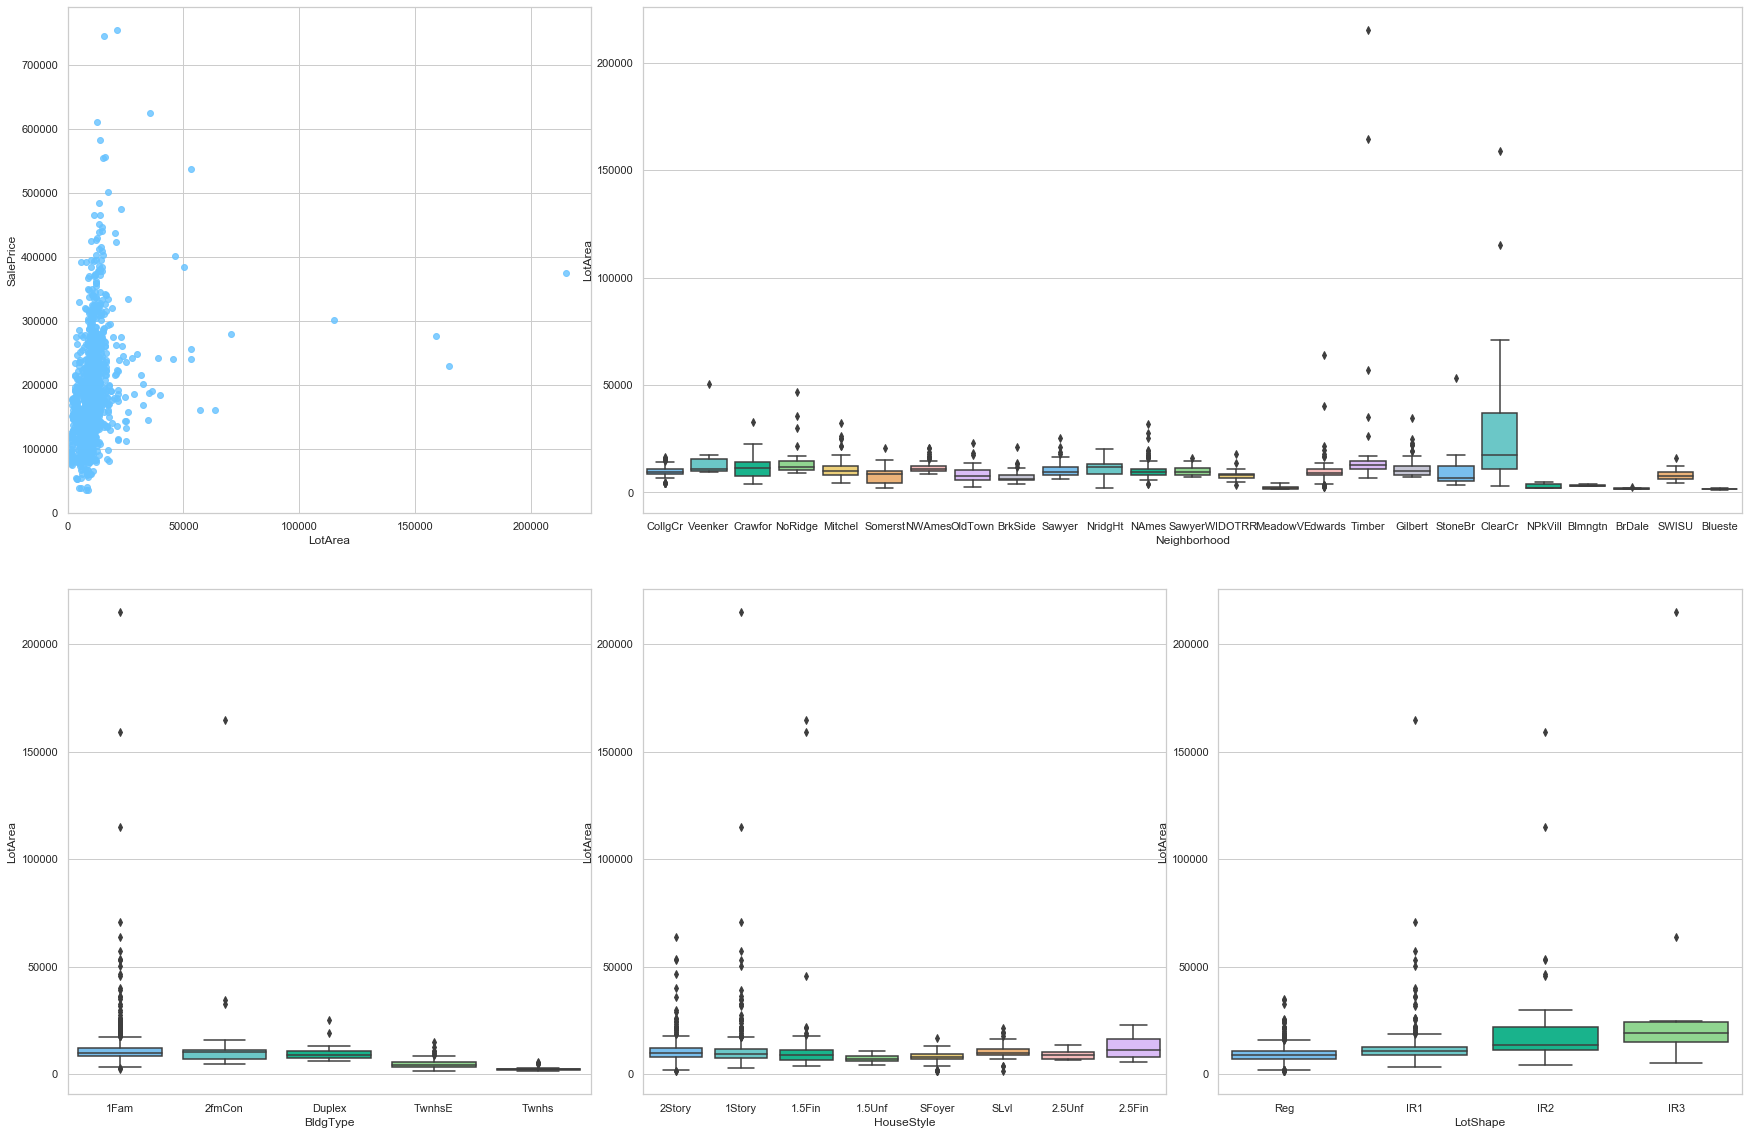 700000
600000
500000
400000
300000
200000
100000
0
SalePrice
0 50000 100000 150000 200000
LotArea
200000
150000
100000
50000
0
LotArea
CollgCr Veenker Crawfor NoRidge Mitchel Somerst NWAmes OldTown BrkSide Sawyer NridgHt NAmes SawyerW IDOTRR MeadowV Edwards Timber Gilbert StoneBr ClearCr NPkVill Blmngtn BrDale SWISU Blueste
Neighborhood
200000
150000
100000
50000
0
LotArea
1Fam 2fmCon Duplex TwnhsE Twnhs
BldgType
200000
150000
100000
50000
0
LotArea
2Story 1Story 1.5Fin 1.5Unf SFoyer SLvl 2.5Unf 2.5Fin
HouseStyle
200000
150000
100000
50000
0
LotArea
Reg IR1 IR2 IR3
LotShape